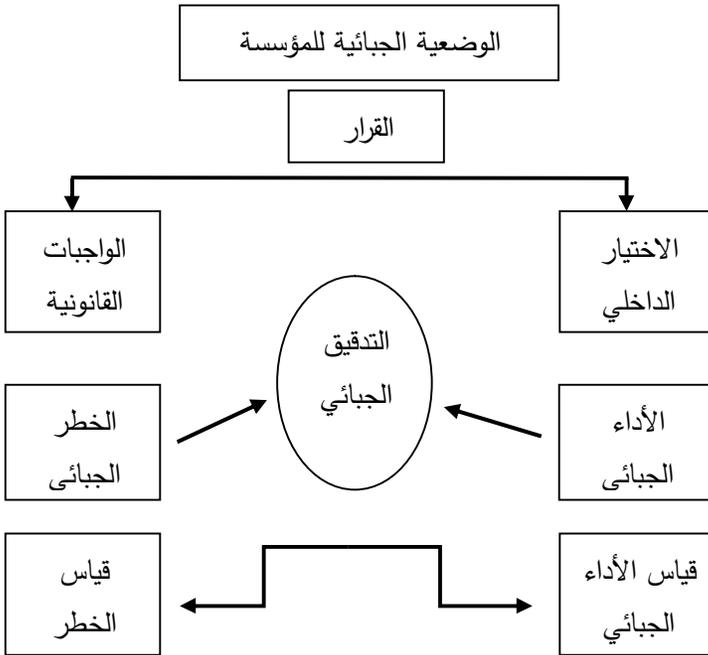 الوضعية الجبائية للمؤسسة
القرار
الاختيار
الداخلي
الواجبات
القانونية
التدقيق
الجبائي
الأداء
الجبائى
الخطر
الجبائى
قياس الأداء
الجبائي
قياس
الخطر